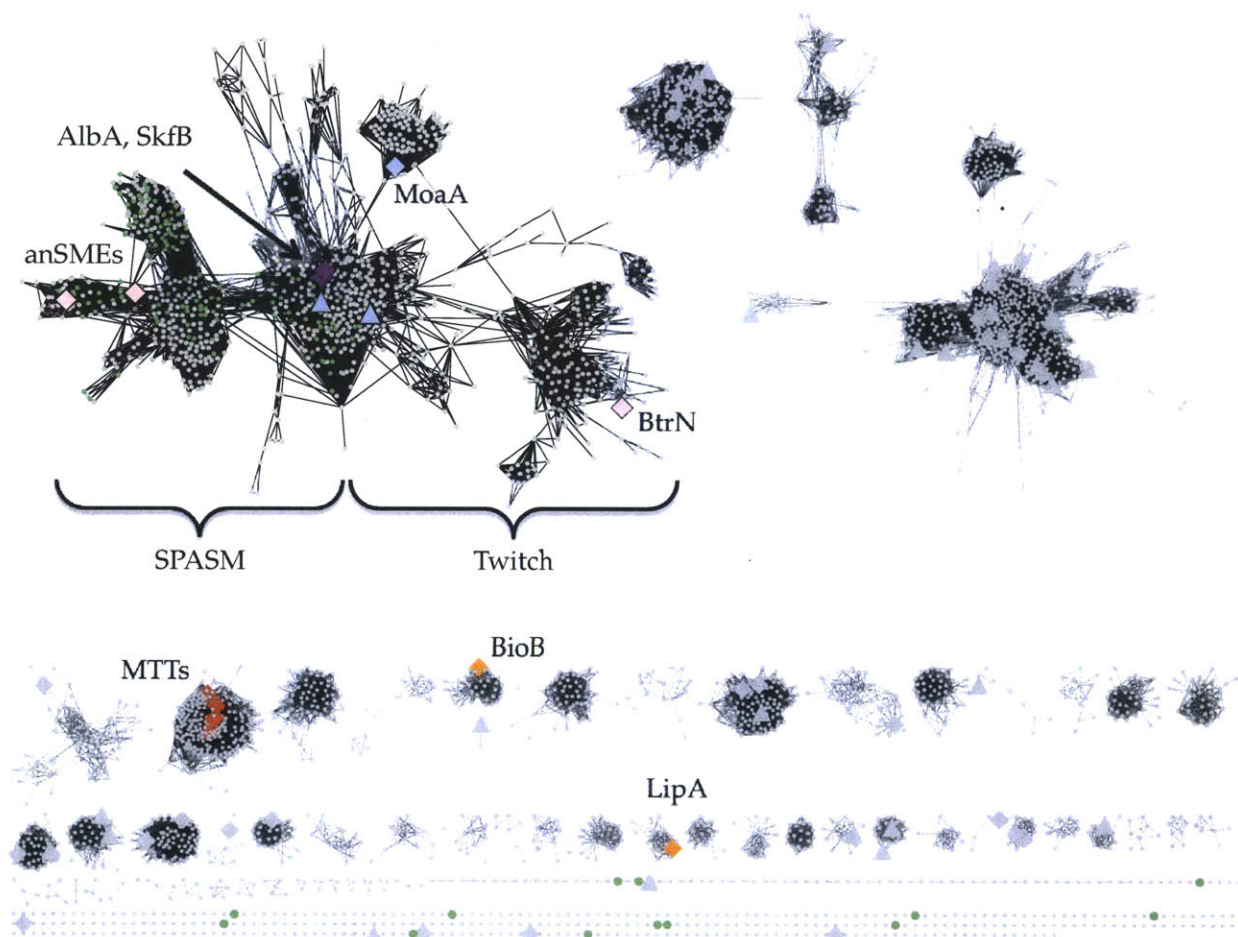 AlbA, SkfB
MoaA
anSMEs
BtrN
SPASM
Twitch
BioB
MTTs
LipA